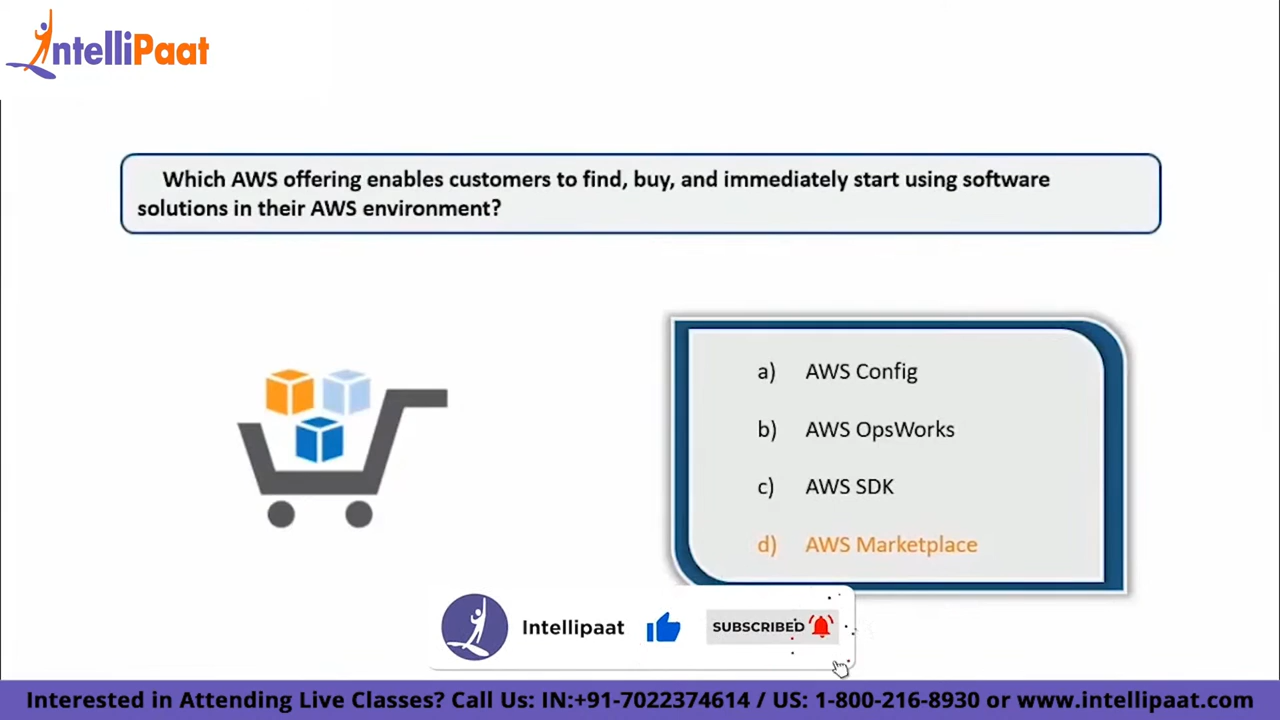 IntelliPaat
Which AWS offering enables customers to find, buy, and immediately start using software
solutions in their AWS environment?
a) AWS Config
b) AWS OpsWorks
c) AWS SDK
d) AWS Marketplace
Intellipaat SUBSCRIBED
Interested in Attending Live Classes? Call Us: IN:+91-7022374614 / US: 1-800-216-8930 or www.intellipaat.com